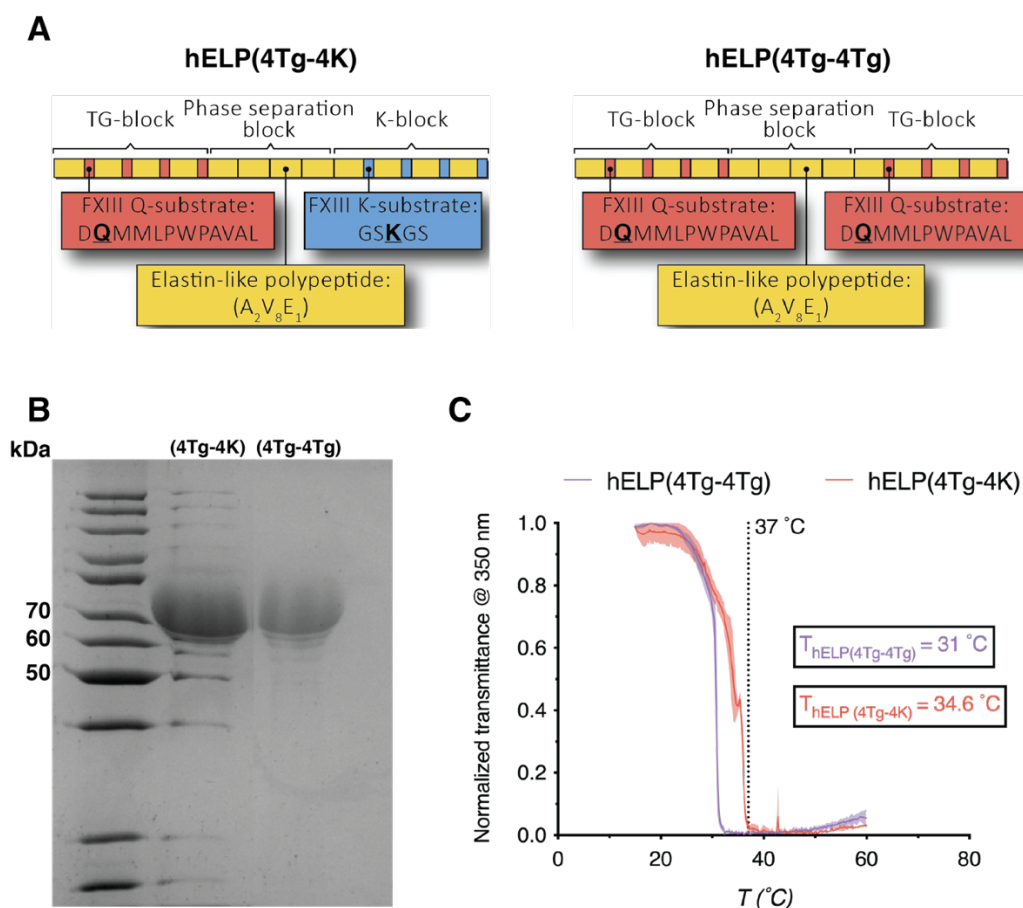 A
hELP(4Tg-4K)
TG-block
Phase separation
block
K-block
FXIII Q-substrate:
DQMMLPWPAVAL
FXIII K-substrate:
GSKGS
Elastin-like polypeptide:
(A₂V₈E₁)
hELP(4Tg-4Tg)
TG-block
Phase separation
block
TG-block
FXIII Q-substrate:
DQMMLPWPAVAL
FXIII Q-substrate:
DQMMLPWPAVAL
Elastin-like polypeptide:
(A₂V₈E₁)
B
kDa
(4Tg-4K) (4Tg-4Tg)
70
60
50
C
hELP(4Tg-4Tg)
hELP(4Tg-4K)
37 °C
Normalized transmittance @ 350 nm
1.0
0.8
0.6
0.4
0.2
0.0
T hELP(4Tg-4Tg) = 31 °C
T hELP (4Tg-4K) = 34.6 °C
0 20 40 60 80
T (°C)